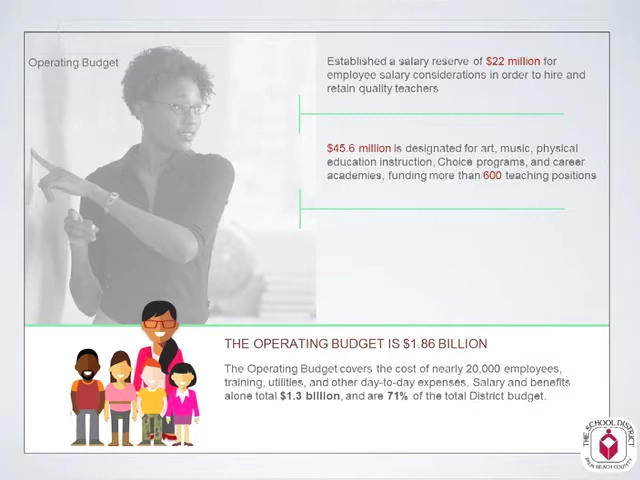 Operating Budget
Established a salary reserve of $22 million for
employee salary considerations in order to hire and
retain quality teachers
$45.6 million is designated for art, music, physical
education instruction, Choice programs, and career
academies, funding more than 600 teaching positions
THE OPERATING BUDGET IS $1.86 BILLION
The Operating Budget covers the cost of nearly 20,000 employees,
training, utilities, and other day-to-day expenses. Salary and benefits
alone total $1.3 billion, and are 71% of the total District budget.
THE SCHOOL DISTRICT
PALM BEACH COUNTY